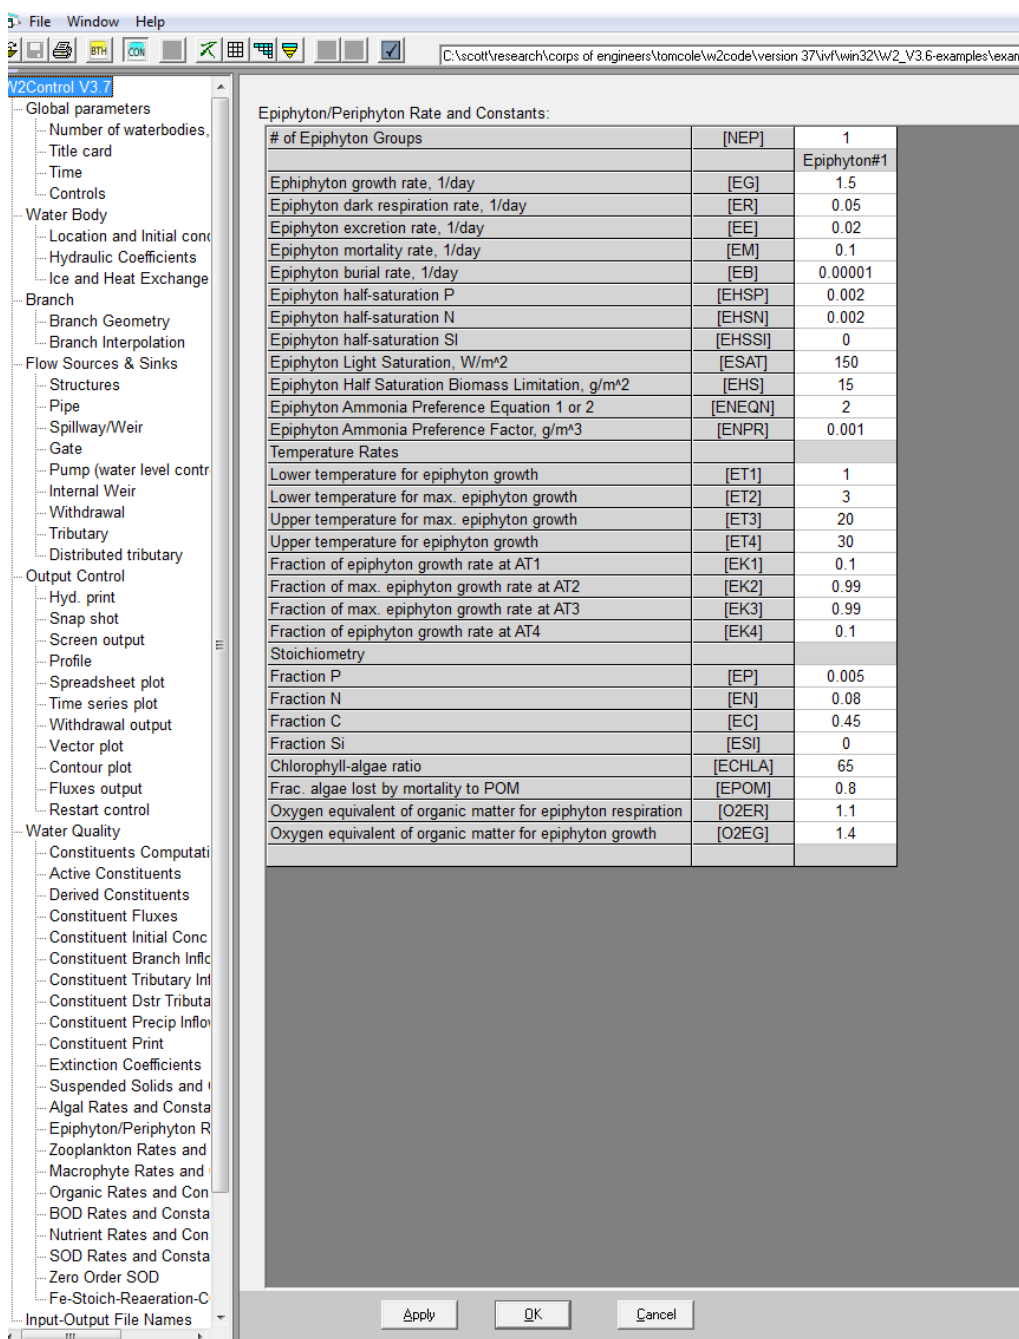 File Window Help
BTH CON C:\scott\research\corps of engineers\tomcole\w2code\version 37\ivf\win32\W2_V3.6-examples\exam
W2Control V3.7
Global parameters
Number of waterbodies,
Title card
Time
Controls
Water Body
Location and Initial cond
Hydraulic Coefficients
Ice and Heat Exchange
Branch
Branch Geometry
Branch Interpolation
Flow Sources & Sinks
Structures
Pipe
Spillway/Weir
Gate
Pump (water level contr
Internal Weir
Withdrawal
Tributary
Distributed tributary
Output Control
Hyd. print
Snap shot
Screen output
Profile
Spreadsheet plot
Time series plot
Withdrawal output
Vector plot
Contour plot
Fluxes output
Restart control
Water Quality
Constituents Computati
Active Constituents
Derived Constituents
Constituent Fluxes
Constituent Initial Conc
Constituent Branch Inflo
Constituent Tributary Inf
Constituent Dstr Tributa
Constituent Precip Inflow
Constituent Print
Extinction Coefficients
Suspended Solids and
Algal Rates and Consta
Epiphyton/Periphyton R
Zooplankton Rates and
Macrophyte Rates and
Organic Rates and Con
BOD Rates and Consta
Nutrient Rates and Con
SOD Rates and Consta
Zero Order SOD
Fe-Stoich-Reaeration-C
Input-Output File Names
Epiphyton/Periphyton Rate and Constants:
# of Epiphyton Groups [NEP] 1
Epiphyton#1
Ephiphyton growth rate, 1/day [EG] 1.5
Epiphyton dark respiration rate, 1/day [ER] 0.05
Epiphyton excretion rate, 1/day [EE] 0.02
Epiphyton mortality rate, 1/day [EM] 0.1
Epiphyton burial rate, 1/day [EB] 0.00001
Epiphyton half-saturation P [EHSP] 0.002
Epiphyton half-saturation N [EHSN] 0.002
Epiphyton half-saturation SI [EHSSI] 0
Epiphyton Light Saturation, W/m^2 [ESAT] 150
Epiphyton Half Saturation Biomass Limitation, g/m^2 [EHS] 15
Epiphyton Ammonia Preference Equation 1 or 2 [ENEQN] 2
Epiphyton Ammonia Preference Factor, g/m^3 [ENPR] 0.001
Temperature Rates
Lower temperature for epiphyton growth [ET1] 1
Lower temperature for max. epiphyton growth [ET2] 3
Upper temperature for max. epiphyton growth [ET3] 20
Upper temperature for epiphyton growth [ET4] 30
Fraction of epiphyton growth rate at AT1 [EK1] 0.1
Fraction of max. epiphyton growth rate at AT2 [EK2] 0.99
Fraction of max. epiphyton growth rate at AT3 [EK3] 0.99
Fraction of epiphyton growth rate at AT4 [EK4] 0.1
Stoichiometry
Fraction P [EP] 0.005
Fraction N [EN] 0.08
Fraction C [EC] 0.45
Fraction Si [ESI] 0
Chlorophyll-algae ratio [ECHLA] 65
Frac. algae lost by mortality to POM [EPOM] 0.8
Oxygen equivalent of organic matter for epiphyton respiration [O2ER] 1.1
Oxygen equivalent of organic matter for epiphyton growth [O2EG] 1.4
Apply OK Cancel